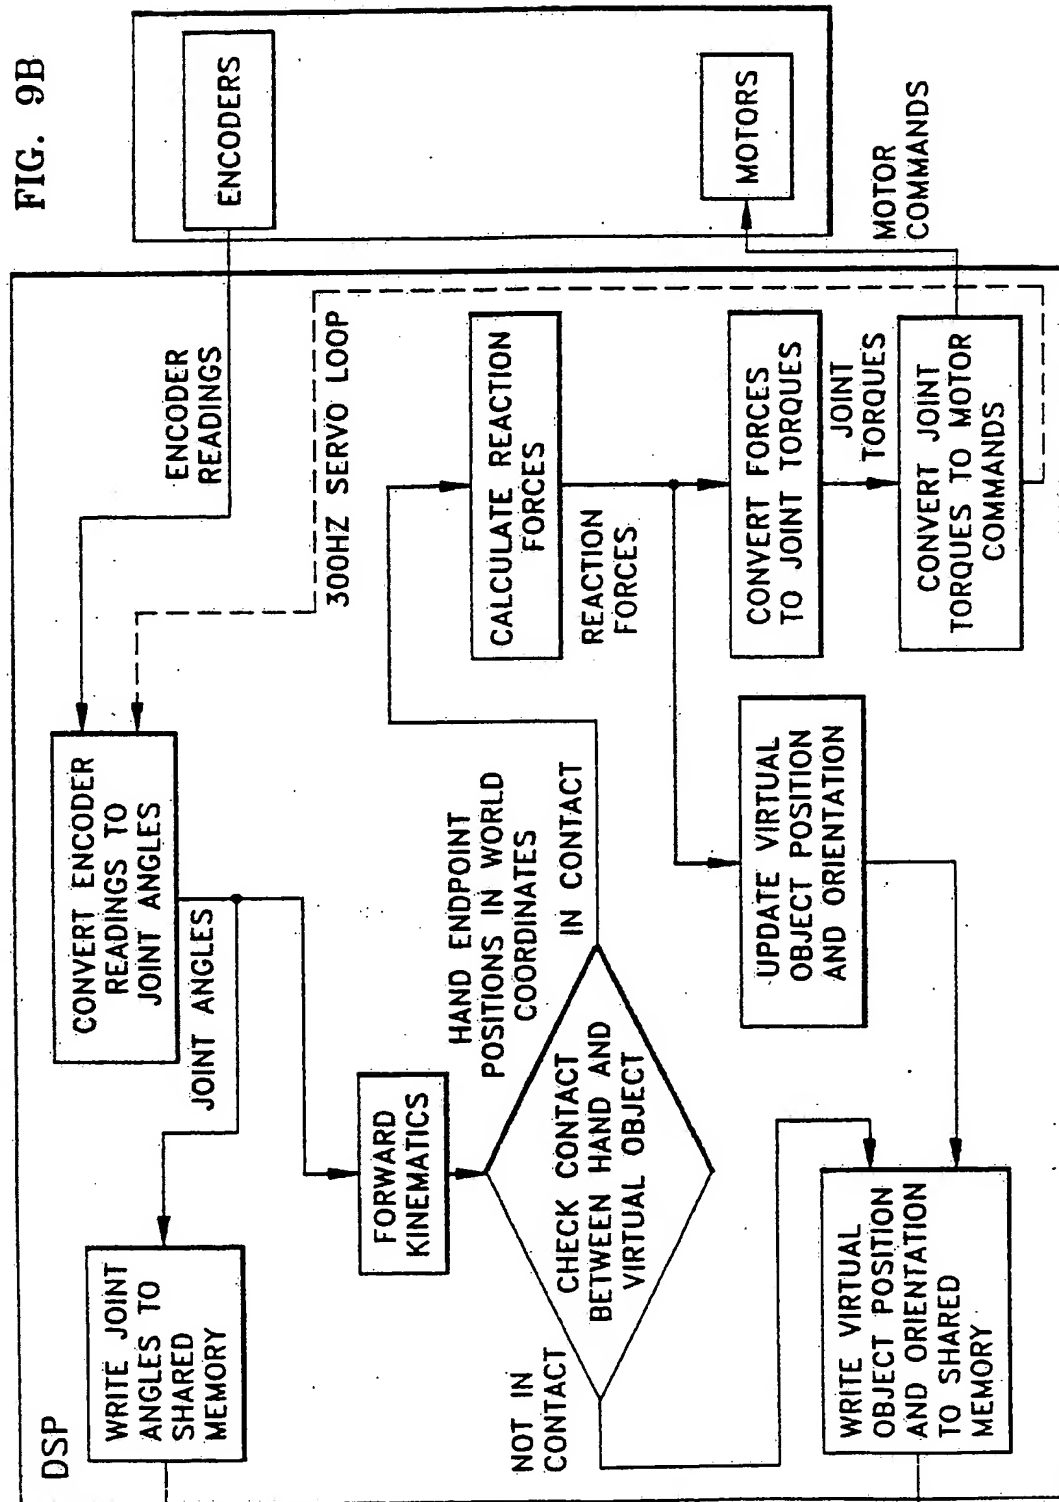 FIG. 9B
DSP
WRITE JOINT
ANGLES TO
SHARED
MEMORY
CONVERT ENCODER
READINGS TO
JOINT ANGLES
JOINT ANGLES
ENCODER
READINGS
ENCODERS
300HZ SERVO LOOP
FORWARD
KINEMATICS
HAND ENDPOINT
POSITIONS IN WORLD
COORDINATES
CHECK CONTACT
BETWEEN HAND AND
VIRTUAL OBJECT
IN CONTACT
NOT IN
CONTACT
CALCULATE REACTION
FORCES
REACTION
FORCES
CONVERT FORCES
TO JOINT TORQUES
JOINT
TORQUES
CONVERT JOINT
TORQUES TO MOTOR
COMMANDS
MOTOR
COMMANDS
MOTORS
UPDATE VIRTUAL
OBJECT POSITION
AND ORIENTATION
WRITE VIRTUAL
OBJECT POSITION
AND ORIENTATION
TO SHARED
MEMORY